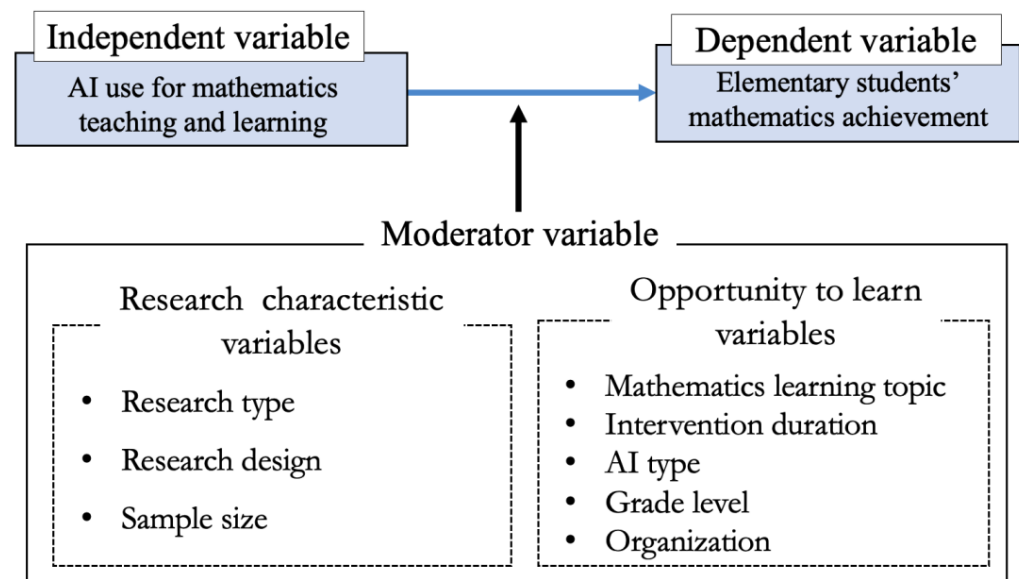 Independent variable
AI use for mathematics
teaching and learning
Dependent variable
Elementary students’
mathematics achievement
Moderator variable
Research characteristic
variables
• Research type
• Research design
• Sample size
Opportunity to learn
variables
• Mathematics learning topic
• Intervention duration
• AI type
• Grade level
• Organization